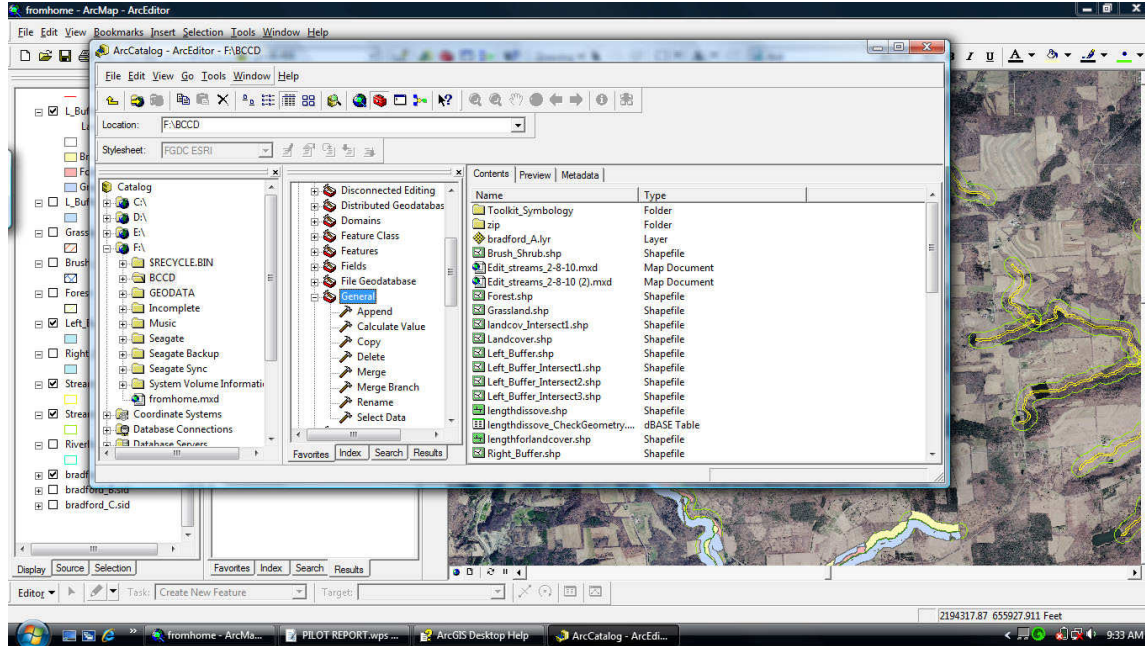 fromhome - ArcMap - ArcEditor
File Edit View Bookmarks Insert Selection Tools Window Help
ArcCatalog - ArcEditor - F:\BCCD
File Edit View Go Tools Window Help
Location: F:\BCCD
Stylesheet: FGDC ESRI
I U A
L_Buf
La
Br
Fo
Gr
L_Buf
Grass
Brush
Fores
Left_B
Right
Strea
Strea
River
bradf
bradford_B.sid
bradford_C.sid
Catalog
C:\
D:\
E:\
F:\
$RECYCLE.BIN
BCCD
GEODATA
Incomplete
Music
Seagate
Seagate Backup
Seagate Sync
System Volume Informati
fromhome.mxd
Coordinate Systems
Database Connections
Database Servers
Disconnected Editing
Distributed Geodatabas
Domains
Feature Class
Features
Fields
File Geodatabase
General
Append
Calculate Value
Copy
Delete
Merge
Merge Branch
Rename
Select Data
Favorites Index Search Results
Contents Preview Metadata
Name Type
Toolkit_Symbology Folder
zip Folder
bradford_A.lyr Layer
Brush_Shrub.shp Shapefile
Edit_streams_2-8-10.mxd Map Document
Edit_streams_2-8-10 (2).mxd Map Document
Forest.shp Shapefile
Grassland.shp Shapefile
landcov_Intersect1.shp Shapefile
Landcover.shp Shapefile
Left_Buffer.shp Shapefile
Left_Buffer_Intersect1.shp Shapefile
Left_Buffer_Intersect2.shp Shapefile
Left_Buffer_Intersect3.shp Shapefile
lengthdissove.shp Shapefile
lengthdissove_CheckGeometry.... dBASE Table
lengthforlandcover.shp Shapefile
Right_Buffer.shp Shapefile
Display Source Selection
Favorites Index Search Results
Editor Task: Create New Feature Target:
2194317.87 655927.911 Feet
fromhome - ArcMa... PILOT REPORT.wps ... ArcGIS Desktop Help ArcCatalog - ArcEdi... 9:33 AM